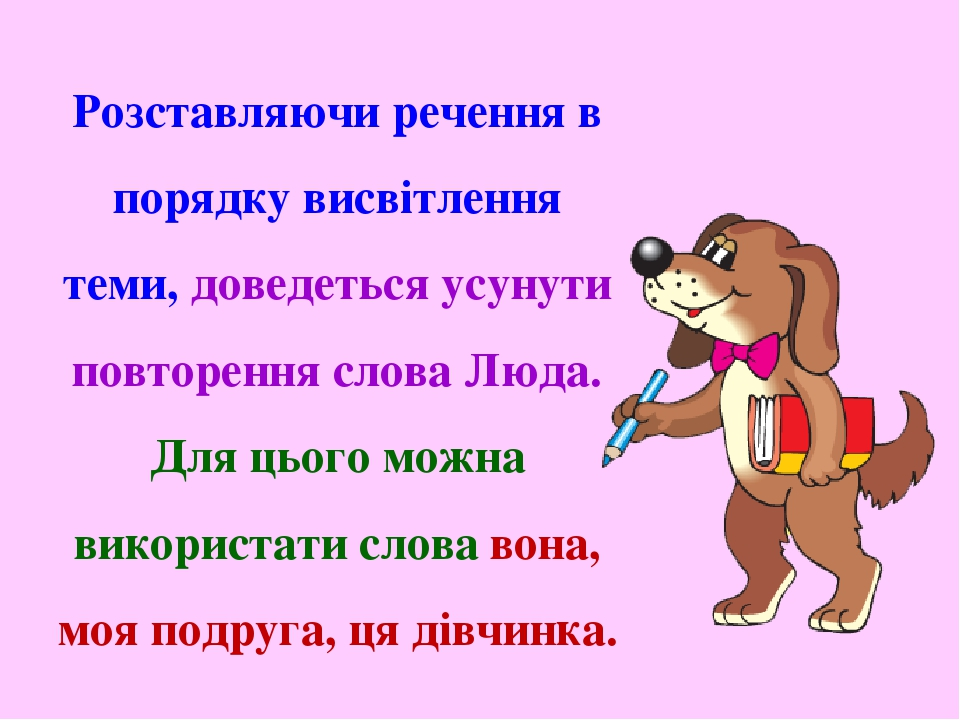 Розставляючи речення в
порядку висвітлення
теми, доведеться усунути
повторення слова Люда.
Для цього можна
використати слова вона,
моя подруга, ця дівчинка.